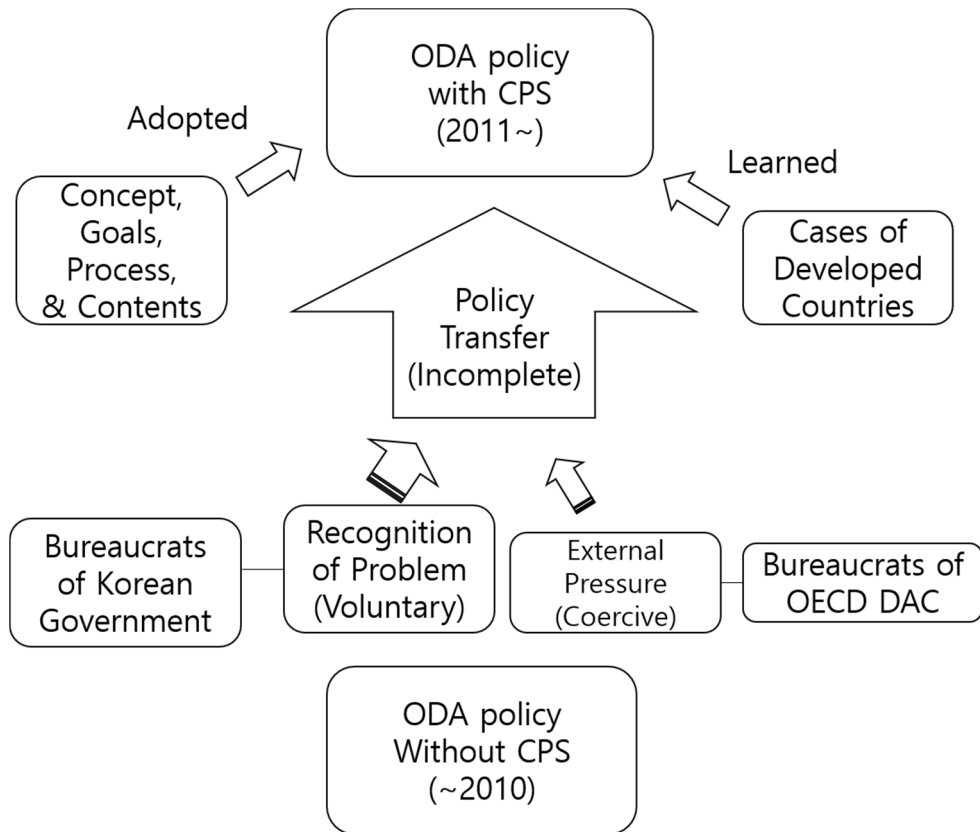 ODA policy
with CPS
(2011~)
Adopted
Learned
Concept,
Goals,
Process,
& Contents
Cases of
Developed
Countries
Policy
Transfer
(Incomplete)
Bureaucrats
of Korean
Government
Recognition
of Problem
(Voluntary)
External
Pressure
(Coercive)
Bureaucrats of
OECD DAC
ODA policy
Without CPS
(~2010)